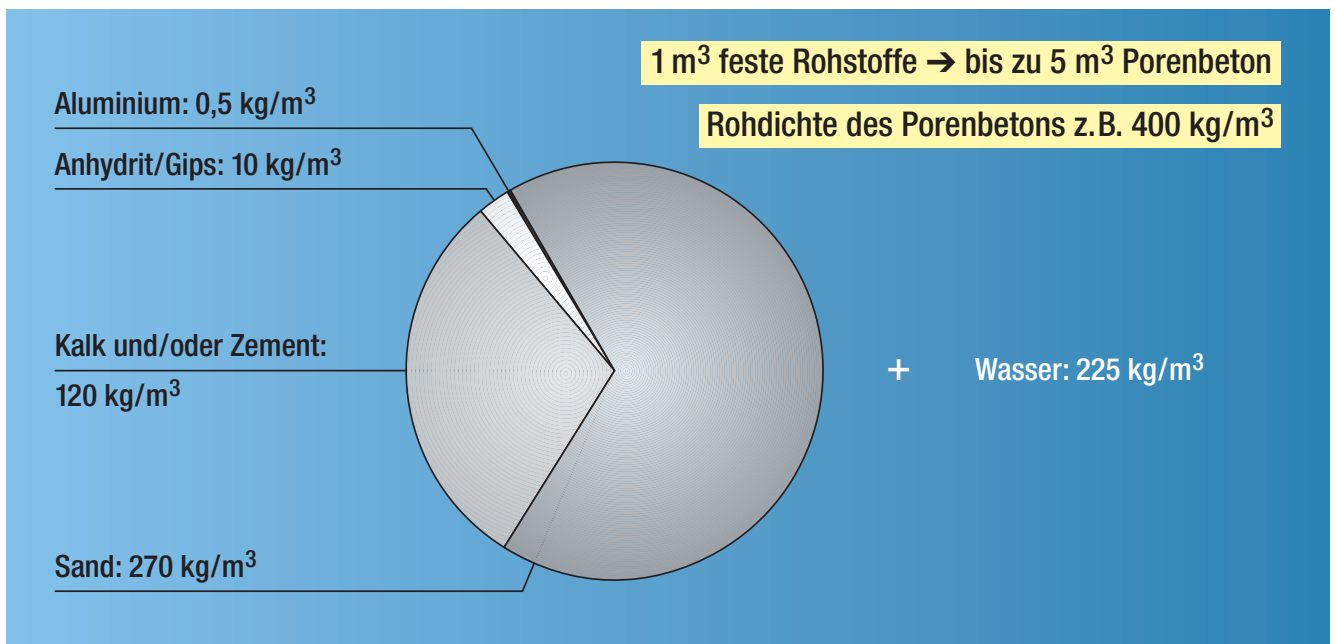 1 m³ feste Rohstoffe ➔ bis zu 5 m³ Porenbeton
Rohdichte des Porenbetons z.B. 400 kg/m³
Aluminium: 0,5 kg/m³
Anhydrit/Gips: 10 kg/m³
Kalk und/oder Zement:
120 kg/m³
+ Wasser: 225 kg/m³
Sand: 270 kg/m³